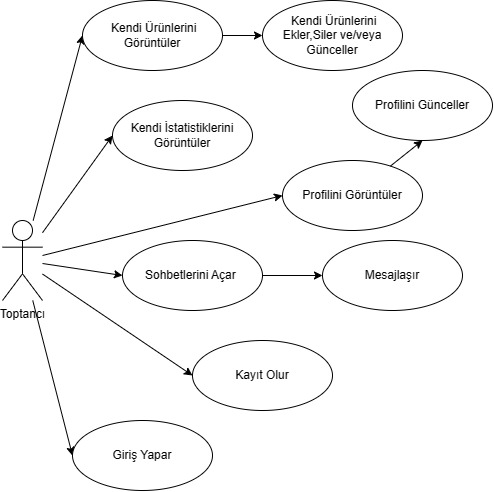 Kendi Ürünlerini
Görüntüler
Kendi Ürünlerini
Ekler,Siler ve/veya
Günceller
Profilini Günceller
Kendi İstatistiklerini
Görüntüler
Profilini Görüntüler
Toptancı
Sohbetlerini Açar
Mesajlaşır
Kayıt Olur
Giriş Yapar